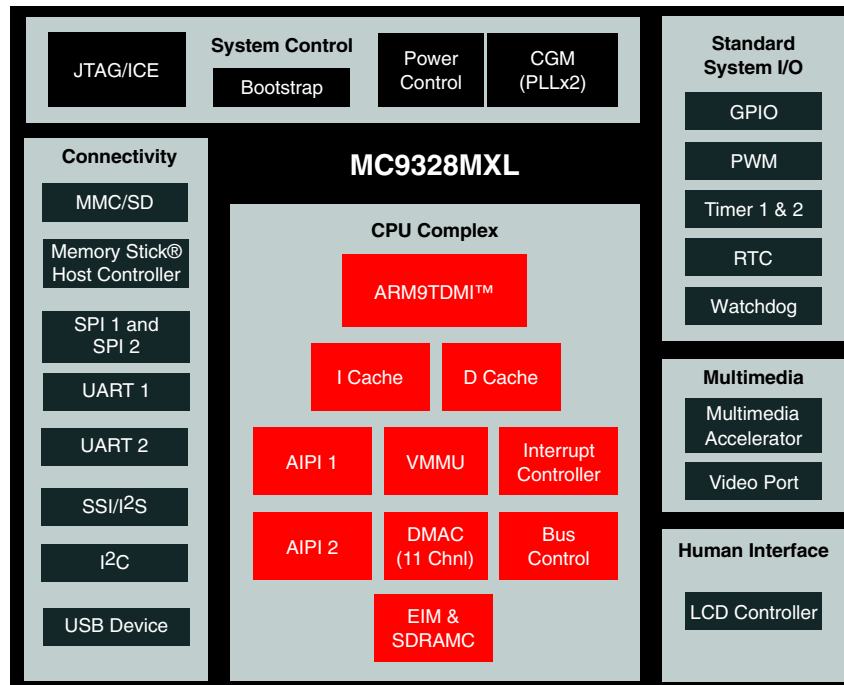 System Control
JTAG/ICE
Bootstrap
Power
Control
CGM
(PLLx2)
Standard
System I/O
GPIO
PWM
Timer 1 & 2
RTC
Watchdog
Connectivity
MMC/SD
Memory Stick®
Host Controller
SPI 1 and
SPI 2
UART 1
UART 2
SSI/I²S
I²C
USB Device
MC9328MXL
CPU Complex
ARM9TDMI™
I Cache
D Cache
AIPI 1
VMMU
Interrupt
Controller
AIPI 2
DMAC
(11 Chnl)
Bus
Control
EIM &
SDRAMC
Multimedia
Multimedia
Accelerator
Video Port
Human Interface
LCD Controller